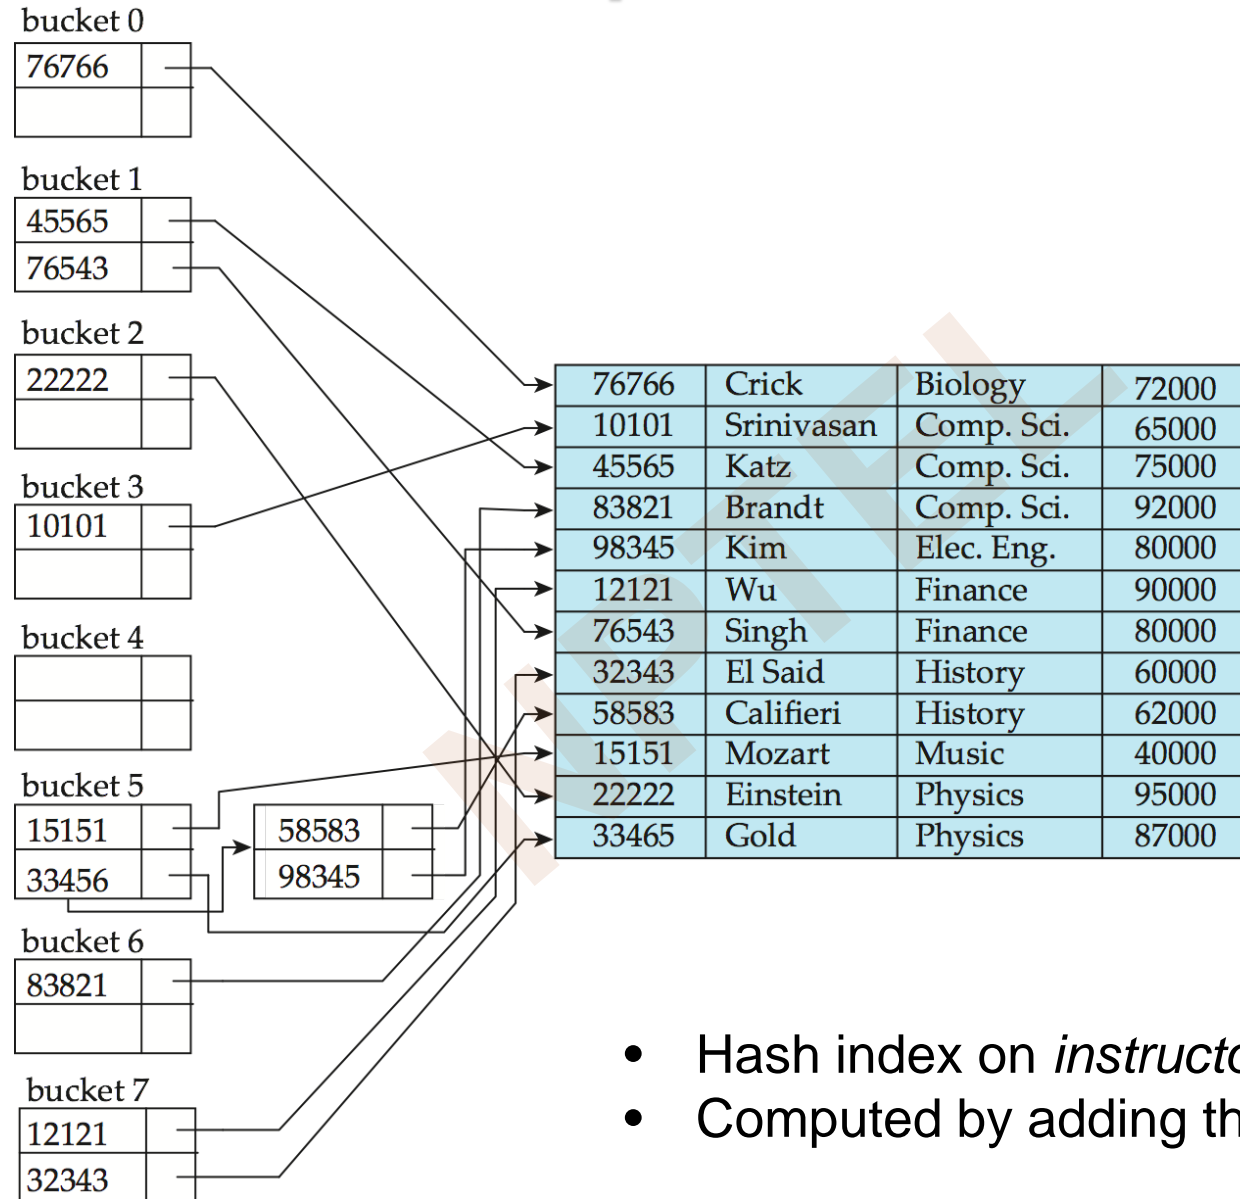 bucket 0
76766
bucket 1
45565
76543
bucket 2
22222
bucket 3
10101
bucket 4
bucket 5
15151
33456
58583
98345
bucket 6
83821
bucket 7
12121
32343
76766 Crick Biology 72000
10101 Srinivasan Comp. Sci. 65000
45565 Katz Comp. Sci. 75000
83821 Brandt Comp. Sci. 92000
98345 Kim Elec. Eng. 80000
12121 Wu Finance 90000
76543 Singh Finance 80000
32343 El Said History 60000
58583 Califieri History 62000
15151 Mozart Music 40000
22222 Einstein Physics 95000
33465 Gold Physics 87000
NPTEL
• Hash index on instructo
• Computed by adding th